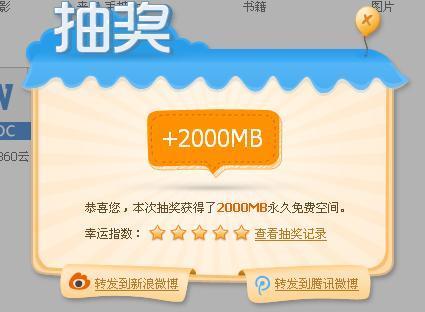 影
手机
书籍
图片
抽奖
X
W
DOC
360云
+2000MB
恭喜您，本次抽奖获得了2000MB永久免费空间。
幸运指数：
查看抽奖记录
转发到新浪微博
转发到腾讯微博